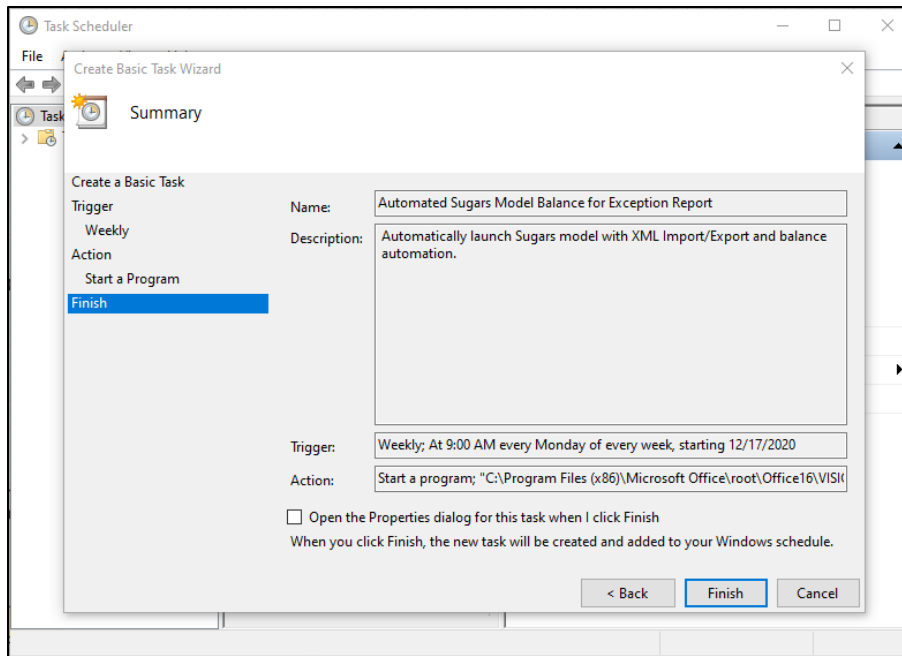 Task Scheduler
File
Create Basic Task Wizard
Task
Summary
Create a Basic Task
Trigger
Weekly
Action
Start a Program
Finish
Name:
Automated Sugars Model Balance for Exception Report
Description:
Automatically launch Sugars model with XML Import/Export and balance
automation.
Trigger:
Weekly; At 9:00 AM every Monday of every week, starting 12/17/2020
Action:
Start a program; "C:\Program Files (x86)\Microsoft Office\root\Office16\VISI
Open the Properties dialog for this task when I click Finish
When you click Finish, the new task will be created and added to your Windows schedule.
< Back
Finish
Cancel